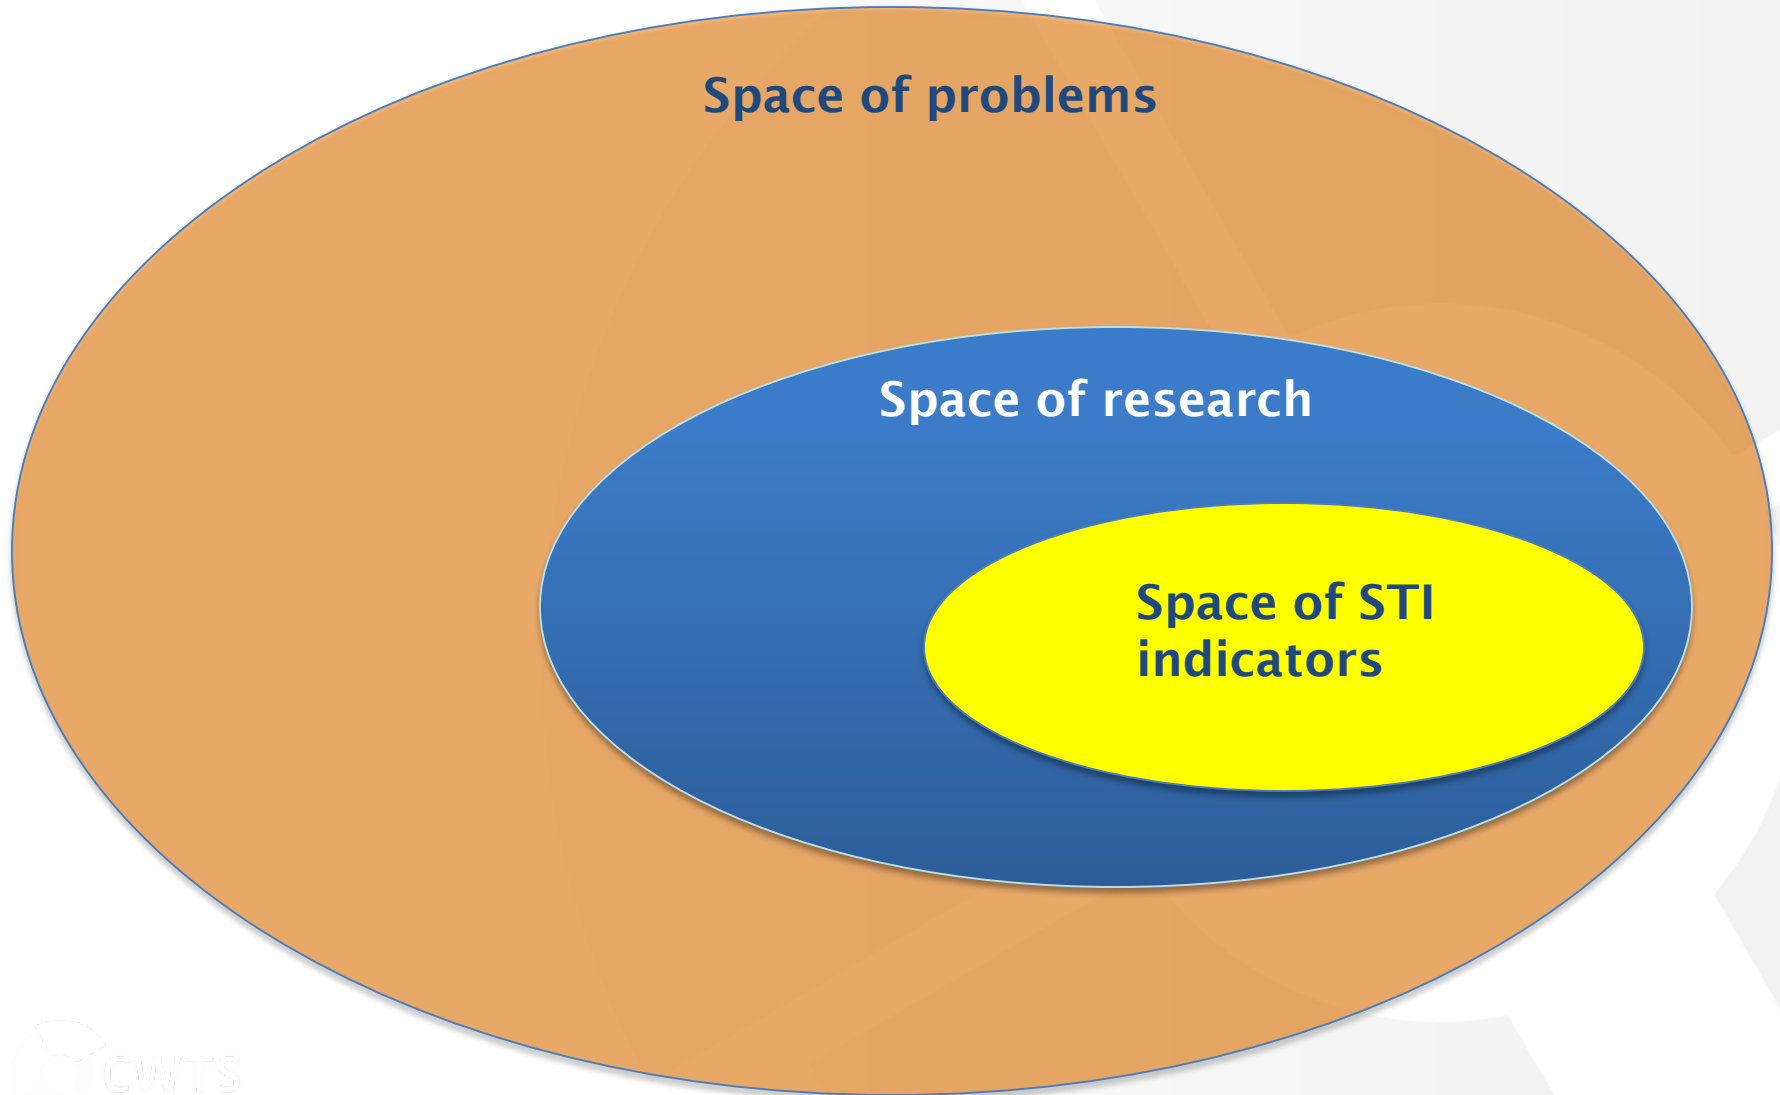 Space of problems
Space of research
Space of STI
indicators
CWTS